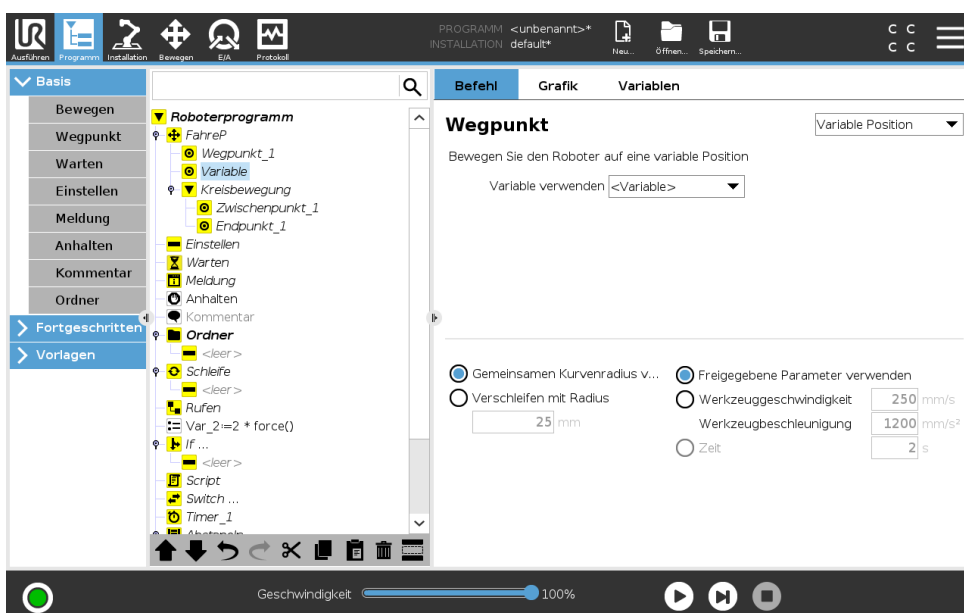 UR
PROGRAMM <unbenannt>*
INSTALLATION default*
C C
C C
Ausführen Programm Installation Bewegen E/A Protokoll Neu... Öffnen... Speichern...
Basis
Bewegen
Wegpunkt
Warten
Einstellen
Meldung
Anhalten
Kommentar
Ordner
Fortgeschritten
Vorlagen
Roboterprogramm
FahreP
Wegpunkt_1
Variable
Kreisbewegung
Zwischenpunkt_1
Endpunkt_1
Einstellen
Warten
Meldung
Anhalten
Kommentar
Ordner
<leer>
Schleife
<leer>
Rufen
Var_2:=2 * force()
If ...
<leer>
Script
Switch ...
Timer_1
Abstapeln
Befehl Grafik Variablen
Wegpunkt
Variable Position
Bewegen Sie den Roboter auf eine variable Position
Variable verwenden <Variable>
Gemeinsamen Kurvenradius v...
Verschleifen mit Radius
25 mm
Freigegebene Parameter verwenden
Werkzeuggeschwindigkeit 250 mm/s
Werkzeugbeschleunigung 1200 mm/s²
Zeit 2 s
Geschwindigkeit 100%